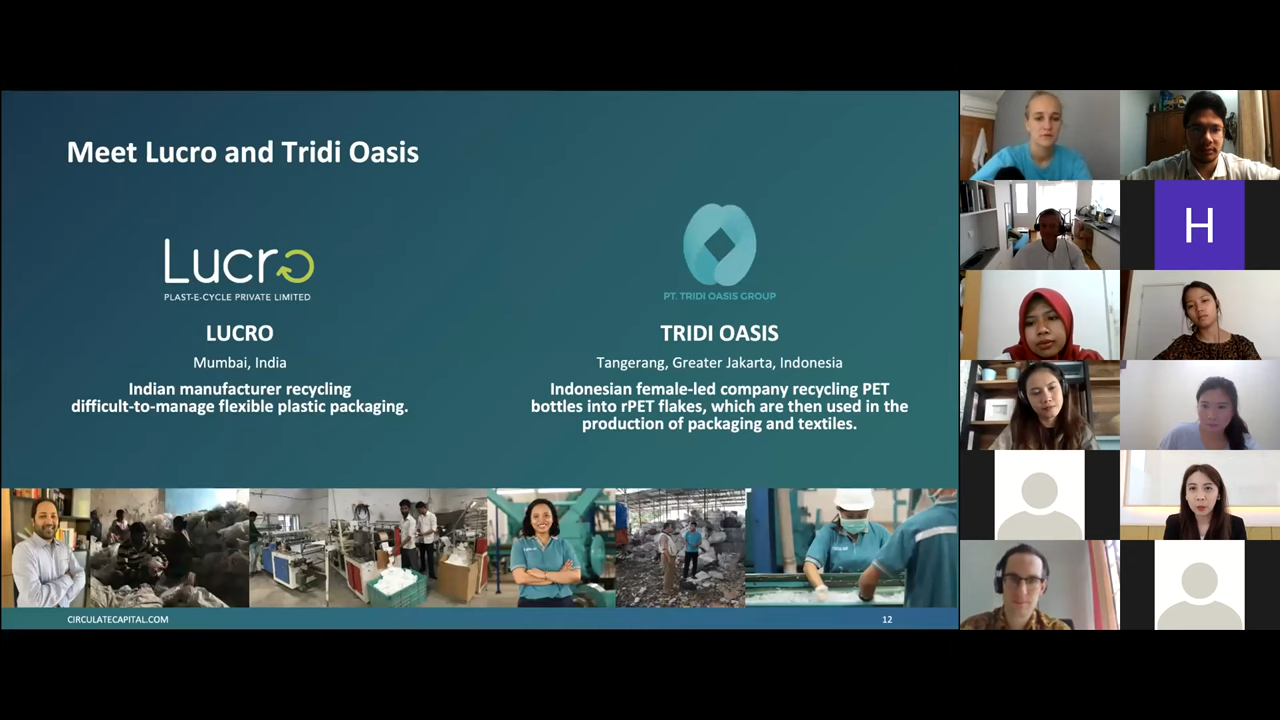 Meet Lucro and Tridi Oasis
Lucro
PLAST-E-CYCLE PRIVATE LIMITED
LUCRO
Mumbai, India
Indian manufacturer recycling
difficult-to-manage flexible plastic packaging.
PT. TRIDI OASIS GROUP
TRIDI OASIS
Tangerang, Greater Jakarta, Indonesia
Indonesian female-led company recycling PET
bottles into rPET flakes, which are then used in the
production of packaging and textiles.
CIRCULATECAPITAL.COM
12
H